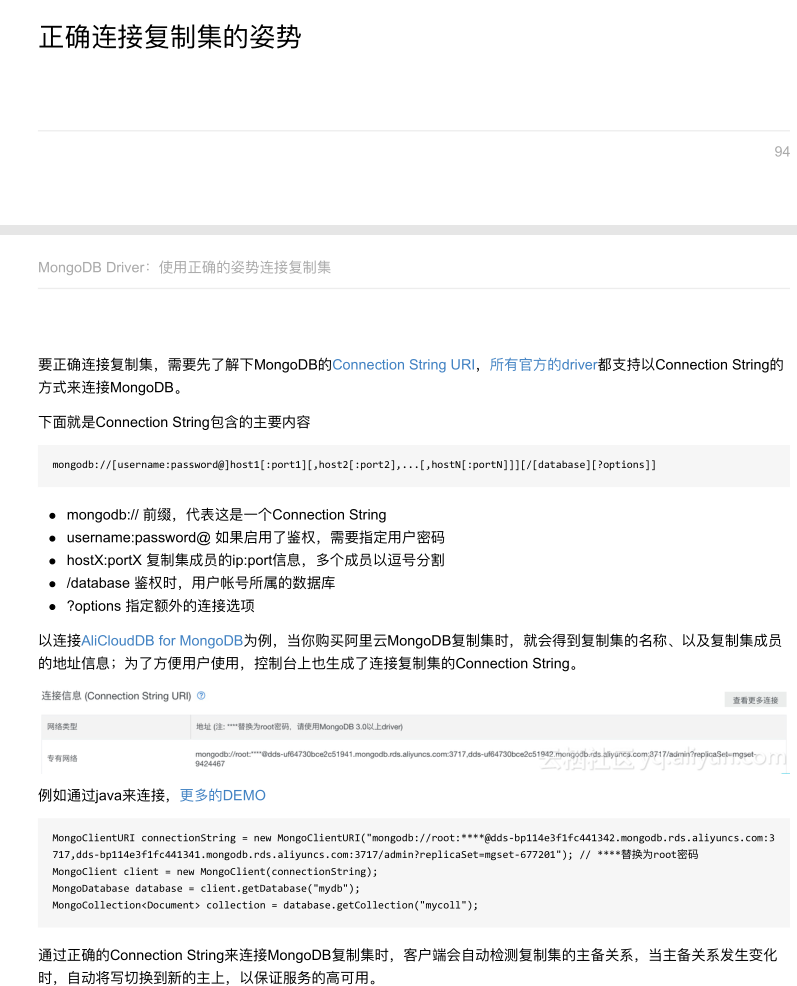 正确连接复制集的姿势
94
MongoDB Driver：使用正确的姿势连接复制集
要正确连接复制集，需要先了解下MongoDB的Connection String URI，所有官方的driver都支持以Connection String的
方式来连接MongoDB。
下面就是Connection String包含的主要内容
mongodb://[username:password@]host1[:port1][,host2[:port2],...[,hostN[:portN]]][/[database][?options]]
● mongodb:// 前缀，代表这是一个Connection String
● username:password@ 如果启用了鉴权，需要指定用户密码
● hostX:portX 复制集成员的ip:port信息，多个成员以逗号分割
● /database 鉴权时，用户帐号所属的数据库
● ?options 指定额外的连接选项
以连接AliCloudDB for MongoDB为例，当你购买阿里云MongoDB复制集时，就会得到复制集的名称、以及复制集成员
的地址信息；为了方便用户使用，控制台上也生成了连接复制集的Connection String。
连接信息 (Connection String URI) ?
查看更多连接
网络类型 地址 (注: ****替换为root密码，请使用MongoDB 3.0以上driver)
专有网络 mongodb://root:****@dds-uf64730bce2c51941.mongodb.rds.aliyuncs.com:3717,dds-uf64730bce2c51942.mongodb.rds.aliyuncs.com:3717/admin?replicaSet=mgset-
9424467
云栖社区 yq.aliyun.com
例如通过java来连接，更多的DEMO
MongoClientURI connectionString = new MongoClientURI("mongodb://root:****@dds-bp114e3f1fc441342.mongodb.rds.aliyuncs.com:3
717,dds-bp114e3f1fc441341.mongodb.rds.aliyuncs.com:3717/admin?replicaSet=mgset-677201"); // ****替换为root密码
MongoClient client = new MongoClient(connectionString);
MongoDatabase database = client.getDatabase("mydb");
MongoCollection<Document> collection = database.getCollection("mycoll");
通过正确的Connection String来连接MongoDB复制集时，客户端会自动检测复制集的主备关系，当主备关系发生变化
时，自动将写切换到新的主上，以保证服务的高可用。